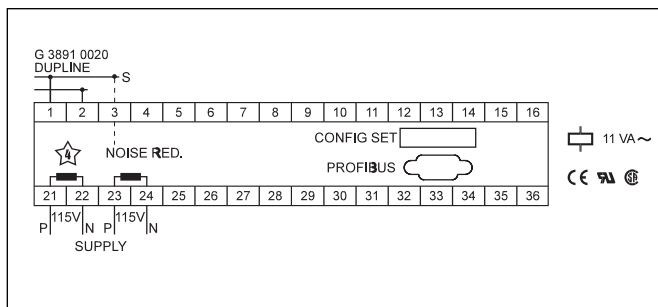 G 3891 0020
DUPLINE
S
1 2 3 4 5 6 7 8 9 10 11 12 13 14 15 16
CONFIG SET
11 VA~
4
NOISE RED.
PROFIBUS
CE
21 22 23 24 25 26 27 28 29 30 31 32 33 34 35 36
P 115V N P 115V N
SUPPLY